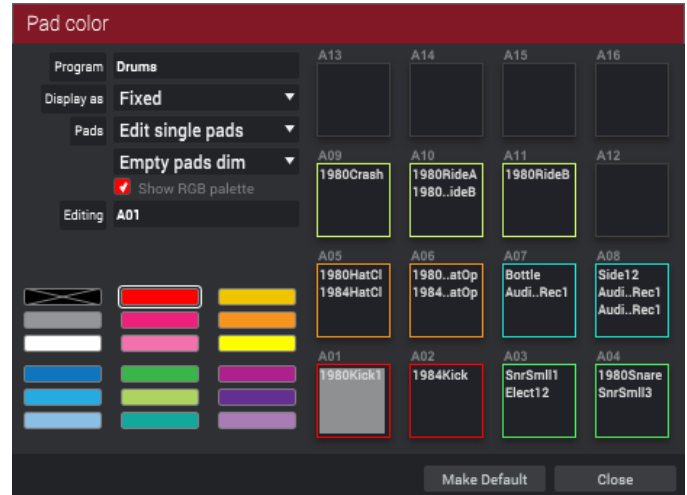 Pad color
Program Drums
Display as Fixed
Pads Edit single pads
Empty pads dim
Show RGB palette
Editing A01
A13 A14 A15 A16
A09 A10 A11 A12
1980Crash 1980RideA 1980RideB
1980..ideB
A05 A06 A07 A08
1980HatCl 1980..atOp Bottle Side12
1984HatCl 1984..atOp Audi..Rec1 Audi..Rec1
Audi..Rec1
A01 A02 A03 A04
1980Kick1 1984Kick SnrSmll1 1980Snare
Elect12 SnrSmll3
Make Default Close